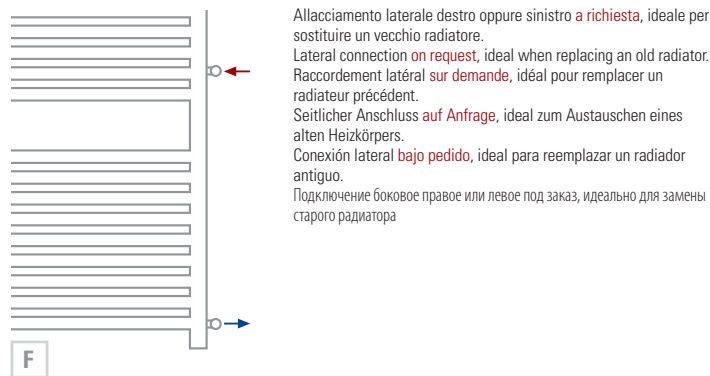 Allacciamento laterale destro oppure sinistro a richiesta, ideale per
sostituire un vecchio radiatore.
Lateral connection on request, ideal when replacing an old radiator.
Raccordement latéral sur demande, idéal pour remplacer un
radiateur précédent.
Seitlicher Anschluss auf Anfrage, ideal zum Austauschen eines
alten Heizkörpers.
Conexión lateral bajo pedido, ideal para reemplazar un radiador
antiguo.
Подключение боковое правое или левое под заказ, идеально для замены
старого радиатора
F